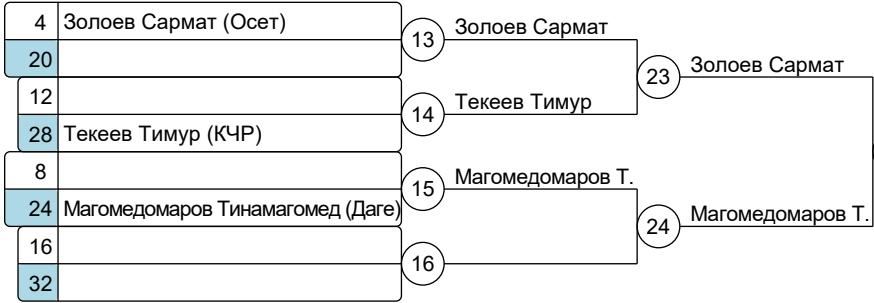 4 Золоев Сармат (Осет)
13 Золоев Сармат
20
23 Золоев Сармат
12
14 Текеев Тимур
28 Текеев Тимур (КЧР)
8
15 Магомедомаров Т.
24 Магомедомаров Тинамагомед (Даге)
24 Магомедомаров Т.
16
16
32